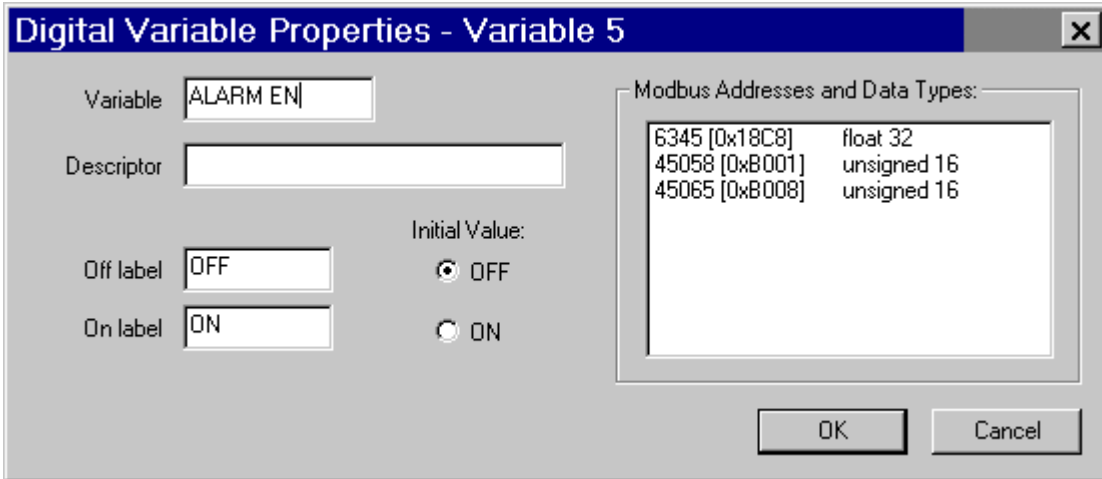 Digital Variable Properties - Variable 5
Variable ALARM EN
Descriptor
Initial Value:
Off label OFF OFF
On label ON ON
Modbus Addresses and Data Types:
6345 [0x18C8] float 32
45058 [0xB001] unsigned 16
45065 [0xB008] unsigned 16
OK Cancel